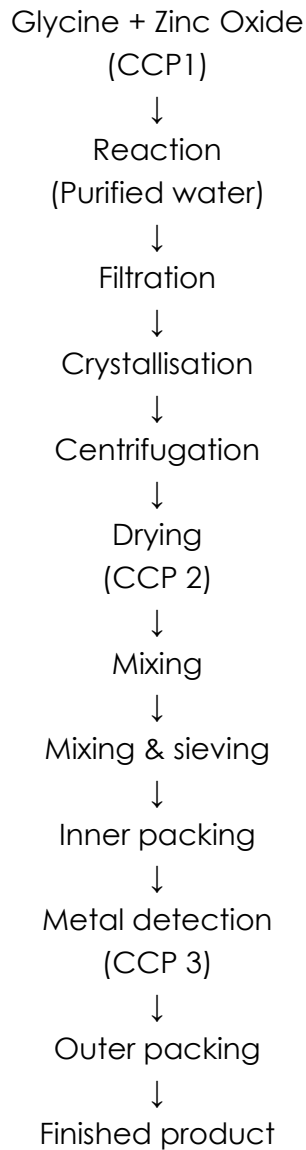 Glycine + Zinc Oxide
(CCP1)
↓
Reaction
(Purified water)
↓
Filtration
↓
Crystallisation
↓
Centrifugation
↓
Drying
(CCP 2)
↓
Mixing
↓
Mixing & sieving
↓
Inner packing
↓
Metal detection
(CCP 3)
↓
Outer packing
↓
Finished product